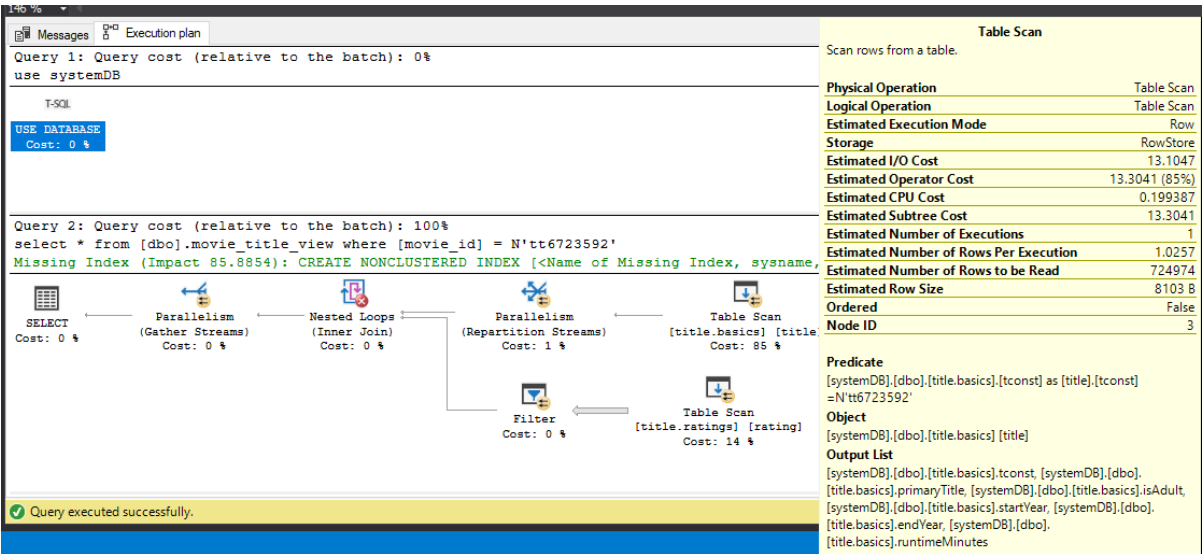 146 %
Messages Execution plan
Query 1: Query cost (relative to the batch): 0%
use systemDB
T-SQL
USE DATABASE
Cost: 0 %
Query 2: Query cost (relative to the batch): 100%
select * from [dbo].movie_title_view where [movie_id] = N'tt6723592'
Missing Index (Impact 85.8854): CREATE NONCLUSTERED INDEX [<Name of Missing Index, sysname,
SELECT
Cost: 0 %
Parallelism
(Gather Streams)
Cost: 0 %
Nested Loops
(Inner Join)
Cost: 0 %
Parallelism
(Repartition Streams)
Cost: 1 %
Table Scan
[title.basics] [title]
Cost: 85 %
Filter
Cost: 0 %
Table Scan
[title.ratings] [rating]
Cost: 14 %
Query executed successfully.
Table Scan
Scan rows from a table.
Physical Operation Table Scan
Logical Operation Table Scan
Estimated Execution Mode Row
Storage RowStore
Estimated I/O Cost 13.1047
Estimated Operator Cost 13.3041 (85%)
Estimated CPU Cost 0.199387
Estimated Subtree Cost 13.3041
Estimated Number of Executions 1
Estimated Number of Rows Per Execution 1.0257
Estimated Number of Rows to be Read 724974
Estimated Row Size 8103 B
Ordered False
Node ID 3
Predicate
[systemDB].[dbo].[title.basics].[tconst] as [title].[tconst]
=N'tt6723592'
Object
[systemDB].[dbo].[title.basics] [title]
Output List
[systemDB].[dbo].[title.basics].tconst, [systemDB].[dbo].
[title.basics].primaryTitle, [systemDB].[dbo].[title.basics].isAdult,
[systemDB].[dbo].[title.basics].startYear, [systemDB].[dbo].
[title.basics].endYear, [systemDB].[dbo].
[title.basics].runtimeMinutes